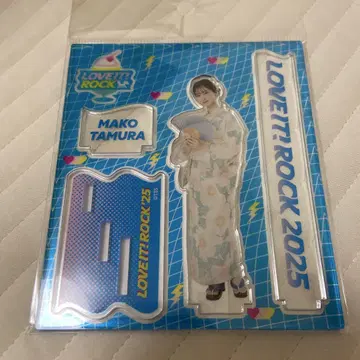 LOVE IT!
ROCK
MAKO
TAMURA
LOVE IT! ROCK '25
LOVE IT! ROCK 2025